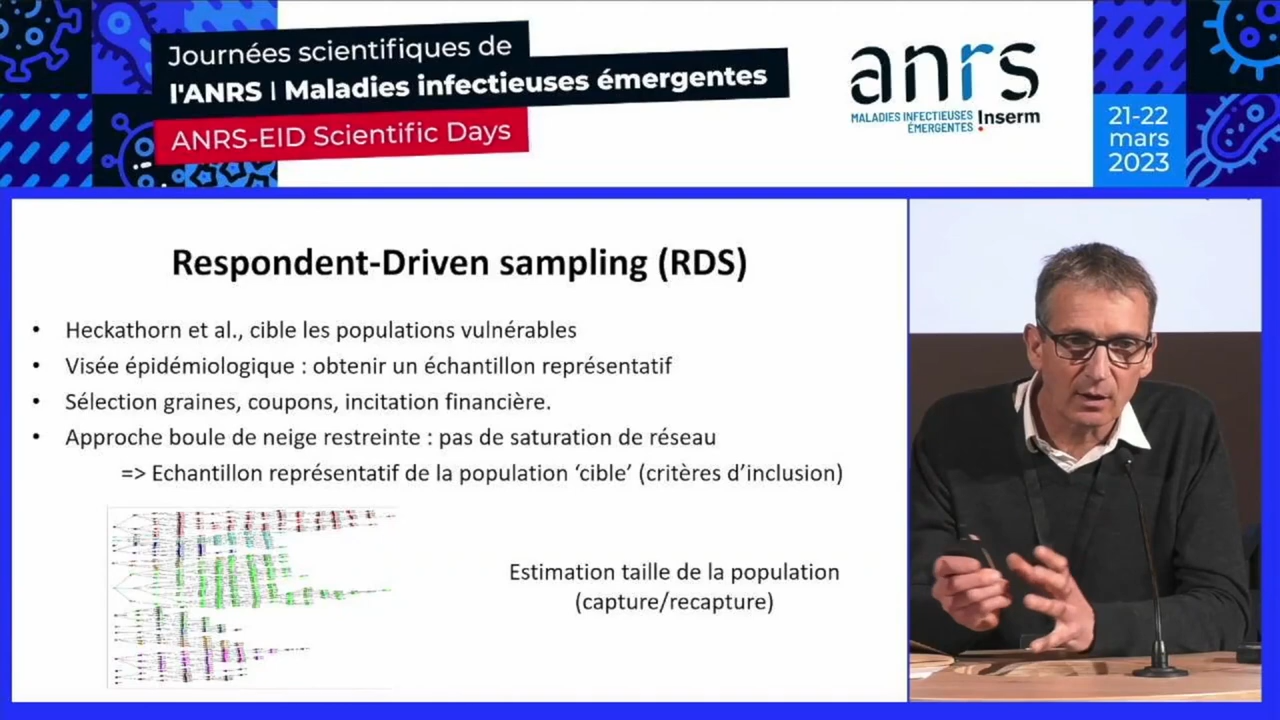 Journées scientifiques de
l'ANRS | Maladies infectieuses émergentes
ANRS-EID Scientific Days
anrs
MALADIES INFECTIEUSES
ÉMERGENTES
Inserm
21-22
mars
2023
Respondent-Driven sampling (RDS)
• Heckathorn et al., cible les populations vulnérables
• Visée épidémiologique : obtenir un échantillon représentatif
• Sélection graines, coupons, incitation financière.
• Approche boule de neige restreinte : pas de saturation de réseau
=> Echantillon représentatif de la population ‘cible’ (critères d’inclusion)
Estimation taille de la population
(capture/recapture)